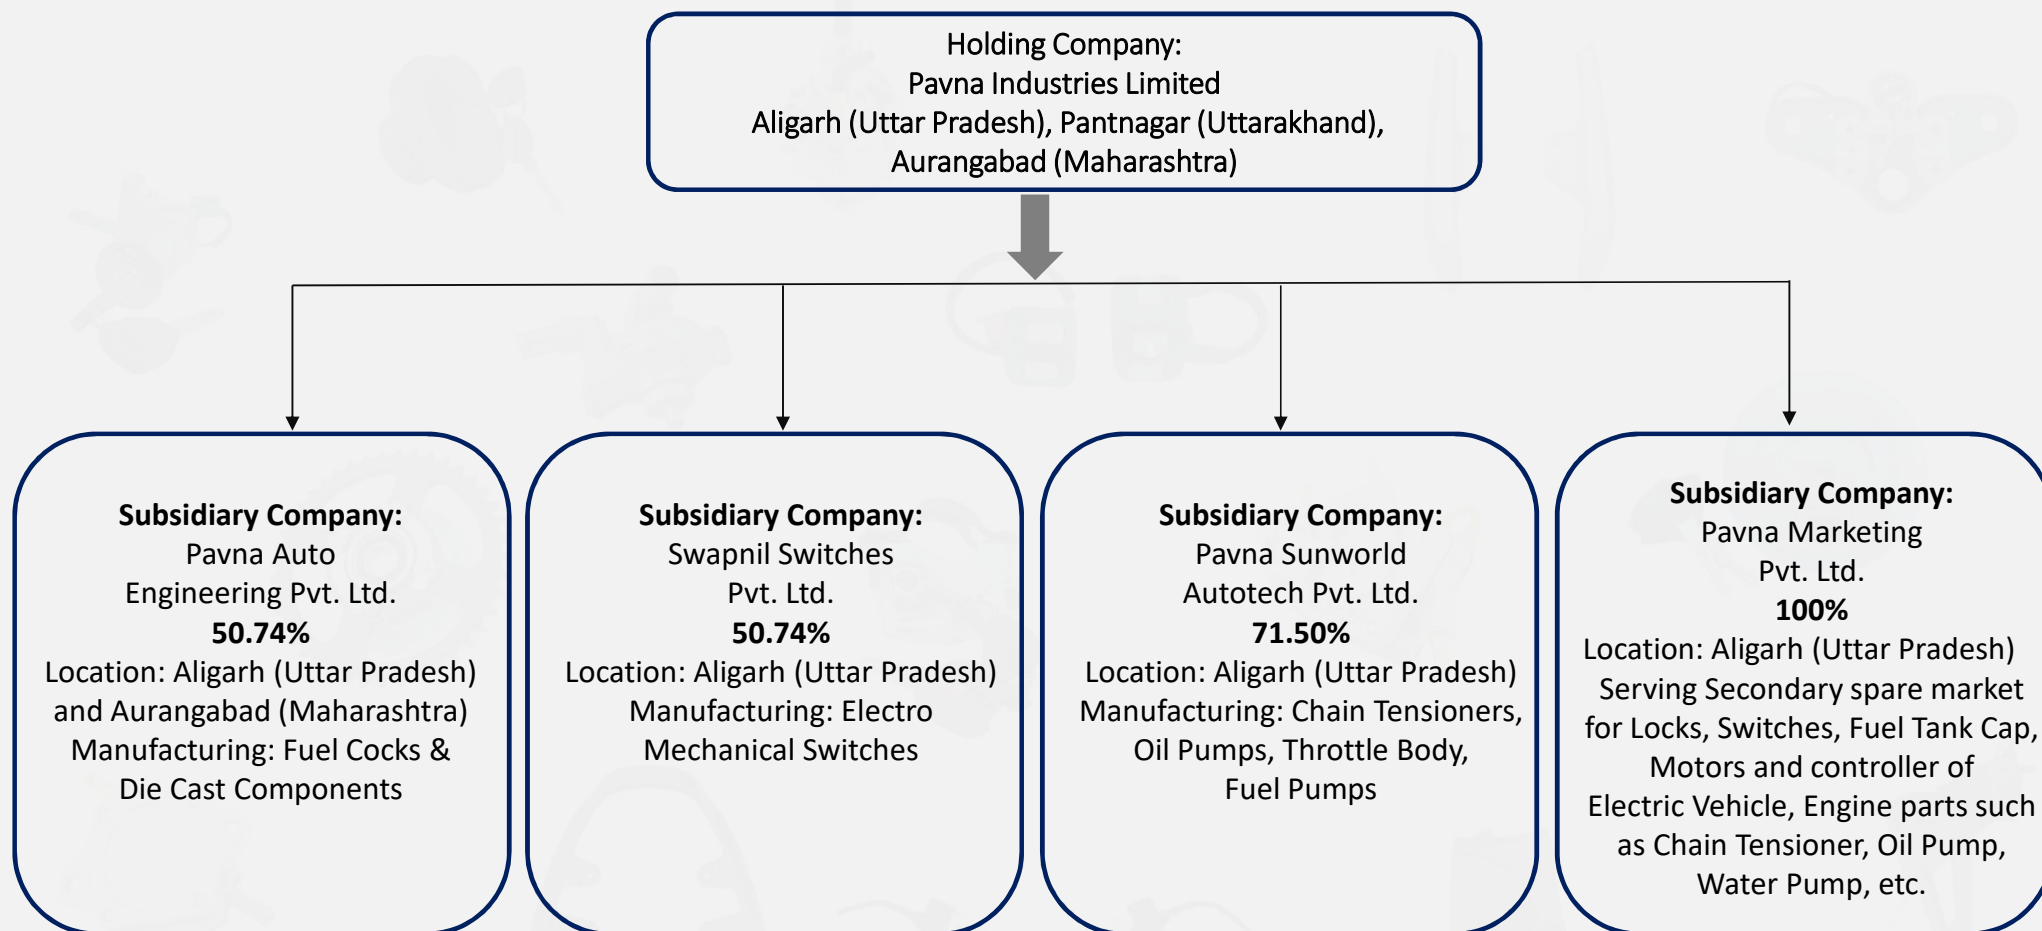 Holding Company:
Pavna Industries Limited
Aligarh (Uttar Pradesh), Pantnagar (Uttarakhand),
Aurangabad (Maharashtra)
Subsidiary Company:
Pavna Auto
Engineering Pvt. Ltd.
50.74%
Location: Aligarh (Uttar Pradesh)
and Aurangabad (Maharashtra)
Manufacturing: Fuel Cocks &
Die Cast Components
Subsidiary Company:
Swapnil Switches
Pvt. Ltd.
50.74%
Location: Aligarh (Uttar Pradesh)
Manufacturing: Electro
Mechanical Switches
Subsidiary Company:
Pavna Sunworld
Autotech Pvt. Ltd.
71.50%
Location: Aligarh (Uttar Pradesh)
Manufacturing: Chain Tensioners,
Oil Pumps, Throttle Body,
Fuel Pumps
Subsidiary Company:
Pavna Marketing
Pvt. Ltd.
100%
Location: Aligarh (Uttar Pradesh)
Serving Secondary spare market
for Locks, Switches, Fuel Tank Cap,
Motors and controller of
Electric Vehicle, Engine parts such
as Chain Tensioner, Oil Pump,
Water Pump, etc.